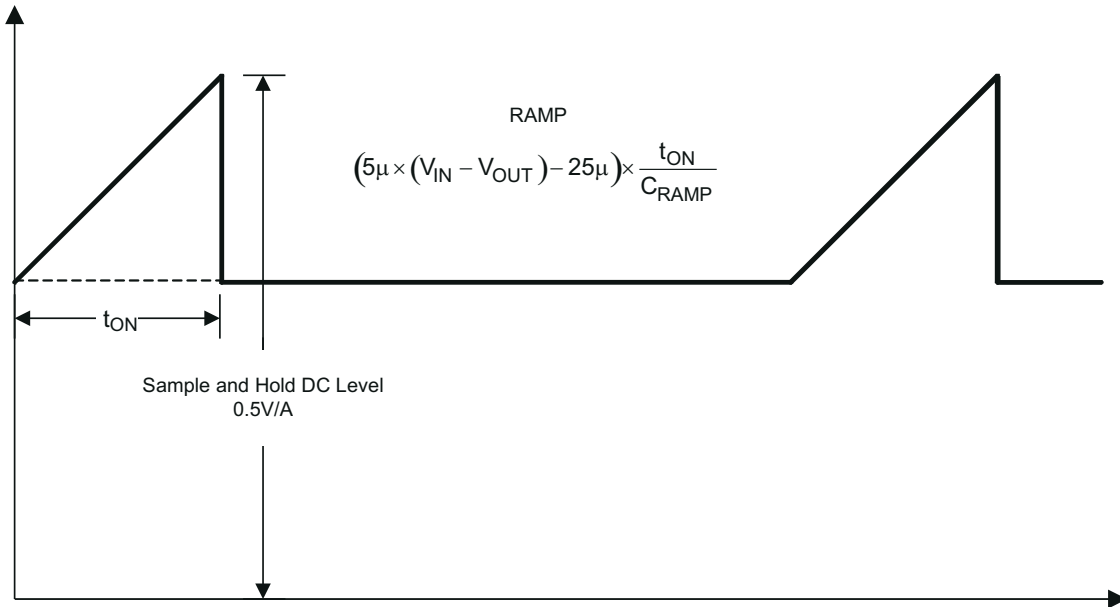 RAMP
(5µ × (V_IN − V_OUT) − 25µ) × t_ON / C_RAMP
t_ON
Sample and Hold DC Level
0.5V/A